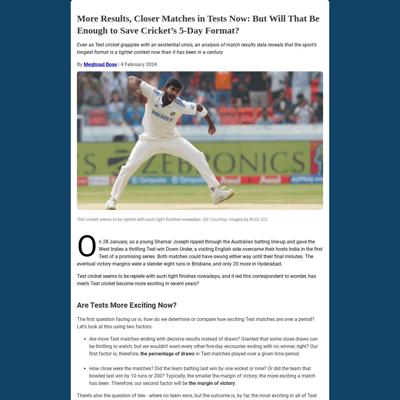 More Results, Closer Matches in Tests Now: But Will That Be
Enough to Save Cricket's 5-Day Format?
Even as Test cricket grapples with an existential crisis, an analysis of match results data reveals that the sport's
longest format is a tighter contest now than it has been in a century.
By Meghnad Bose | 4 February 2024
DREAM11
ZEBRONICS
Test cricket seems to be replete with such tight finishes nowadays. GIF Courtesy: Images by BCCI, ICC
On 28 January, as a young Shamar Joseph ripped through the Australian batting line-up and gave the
West Indies a thrilling Test win Down Under, a visiting English side overcame their hosts India in the first
Test of a promising series. Both matches could have swung either way until their final minutes. The
eventual victory margins were a slender eight runs in Brisbane, and only 20 more in Hyderabad.
Test cricket seems to be replete with such tight finishes nowadays, and it led this correspondent to wonder, has
men's Test cricket become more exciting in recent years?
Are Tests More Exciting Now?
The first question facing us is, how do we determine or compare how exciting Test matches are over a period?
Let's look at this using two factors:
Are more Test matches ending with decisive results instead of draws? Granted that some close draws can
be thrilling to watch, but we wouldn't want every other five-day encounter ending with no winner, right? Our
first factor is, therefore, the percentage of draws in Test matches played over a given time period.
How close were the matches? Did the team batting last win by one wicket or nine? Or did the team that
bowled last win by 10 runs or 200? Typically, the smaller the margin of victory, the more exciting a match
has been. Therefore, our second factor will be the margin of victory.
There's also the question of ties - where no team wins, but the outcome is, by far, the most exciting in all of Test